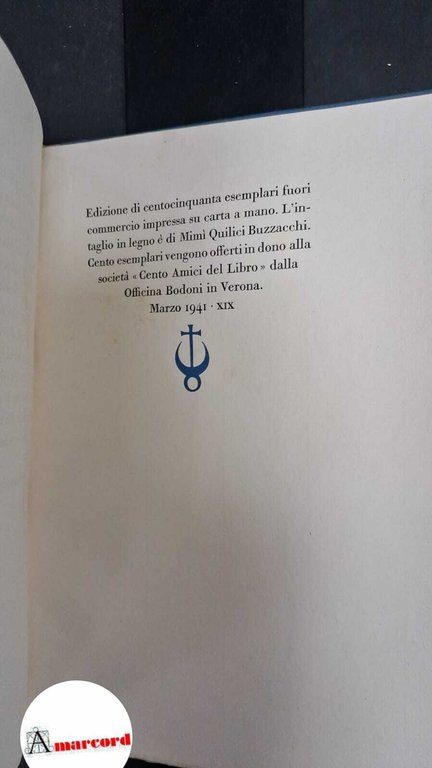 Edizione di centocinquanta esemplari fuori
commercio impressa su carta a mano. L'in-
taglio in legno è di Mimì Quilici Buzzacchi.
Cento esemplari vengono offerti in dono alla
società « Cento Amici del Libro » dalla
Officina Bodoni in Verona.
Marzo 1941 · XIX
Amarcord